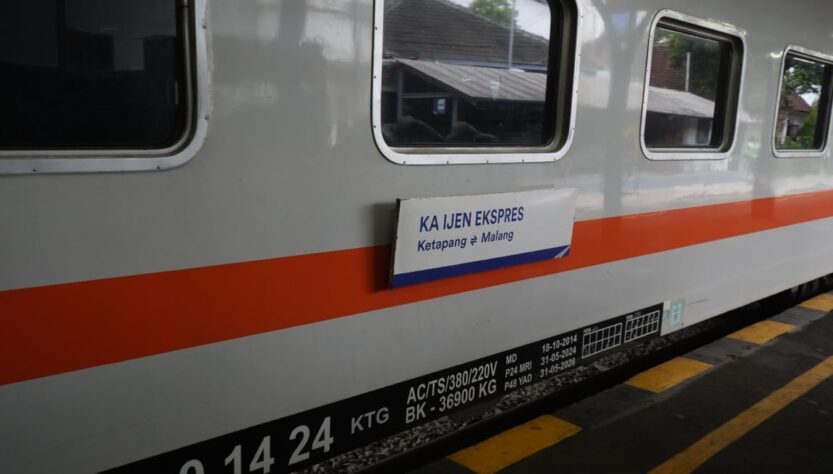 KA IJEN EKSPRES
Ketapang ⇌ Malang
14 24 KTG
AC/TS/380/220V
BK - 36900 KG
MD 18-10-2014
P24 MRI 31-05-2024
P48 YAD 31-05-2026